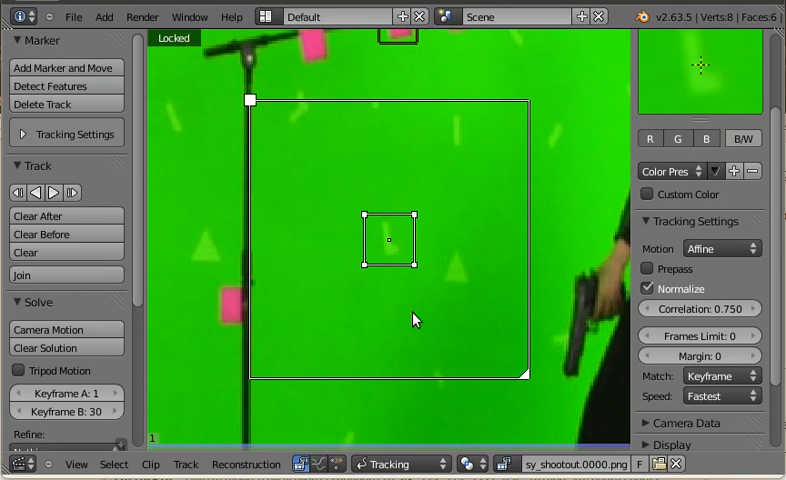 File Add Render Window Help Default Scene v2.63.5 | Verts:8 | Faces:6 |
Marker
Add Marker and Move
Detect Features
Delete Track
Tracking Settings
Track
Clear After
Clear Before
Clear
Join
Solve
Camera Motion
Clear Solution
Tripod Motion
Keyframe A: 1
Keyframe B: 30
Refine:
Locked
1
R G B B/W
Color Pres
Custom Color
Tracking Settings
Motion Affine
Prepass
Normalize
Correlation: 0.750
Frames Limit: 0
Margin: 0
Match: Keyframe
Speed: Fastest
Camera Data
Display
View Select Clip Track Reconstruction Tracking sy_shootout.0000.png F